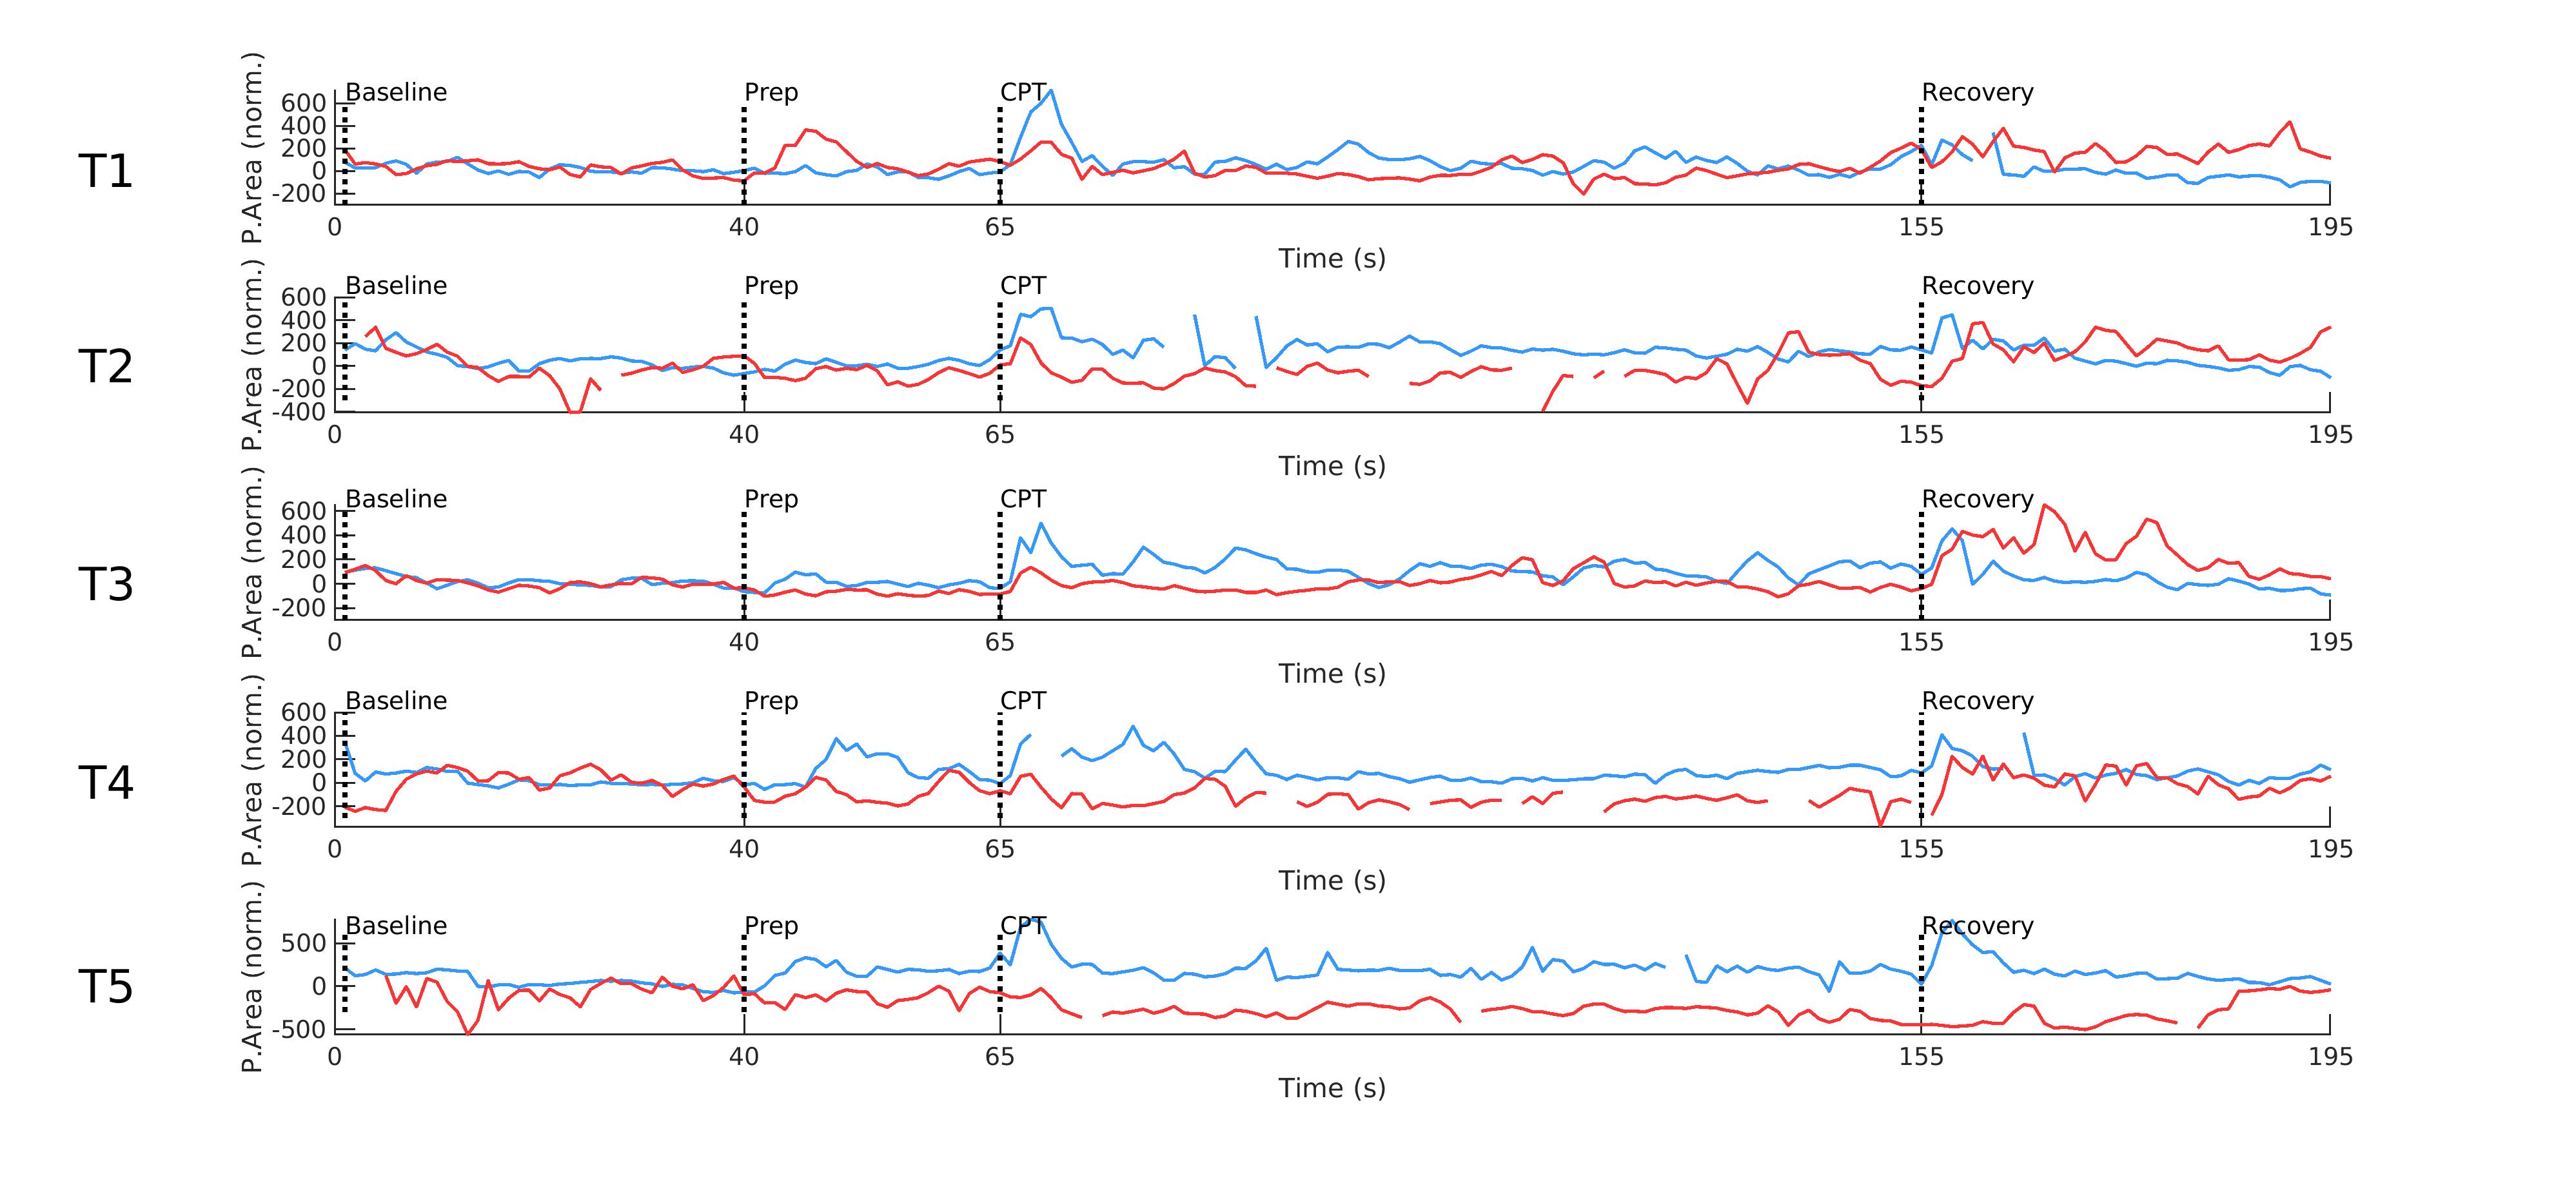 T1
P.Area (norm.)
Baseline Prep CPT Recovery
600
400
200
0
-200
0 40 65 155 195
Time (s)
T2
P.Area (norm.)
Baseline Prep CPT Recovery
600
400
200
0
-200
-400
0 40 65 155 195
Time (s)
T3
P.Area (norm.)
Baseline Prep CPT Recovery
600
400
200
0
-200
0 40 65 155 195
Time (s)
T4
P.Area (norm.)
Baseline Prep CPT Recovery
600
400
200
0
-200
0 40 65 155 195
Time (s)
T5
P.Area (norm.)
Baseline Prep CPT Recovery
500
0
-500
0 40 65 155 195
Time (s)